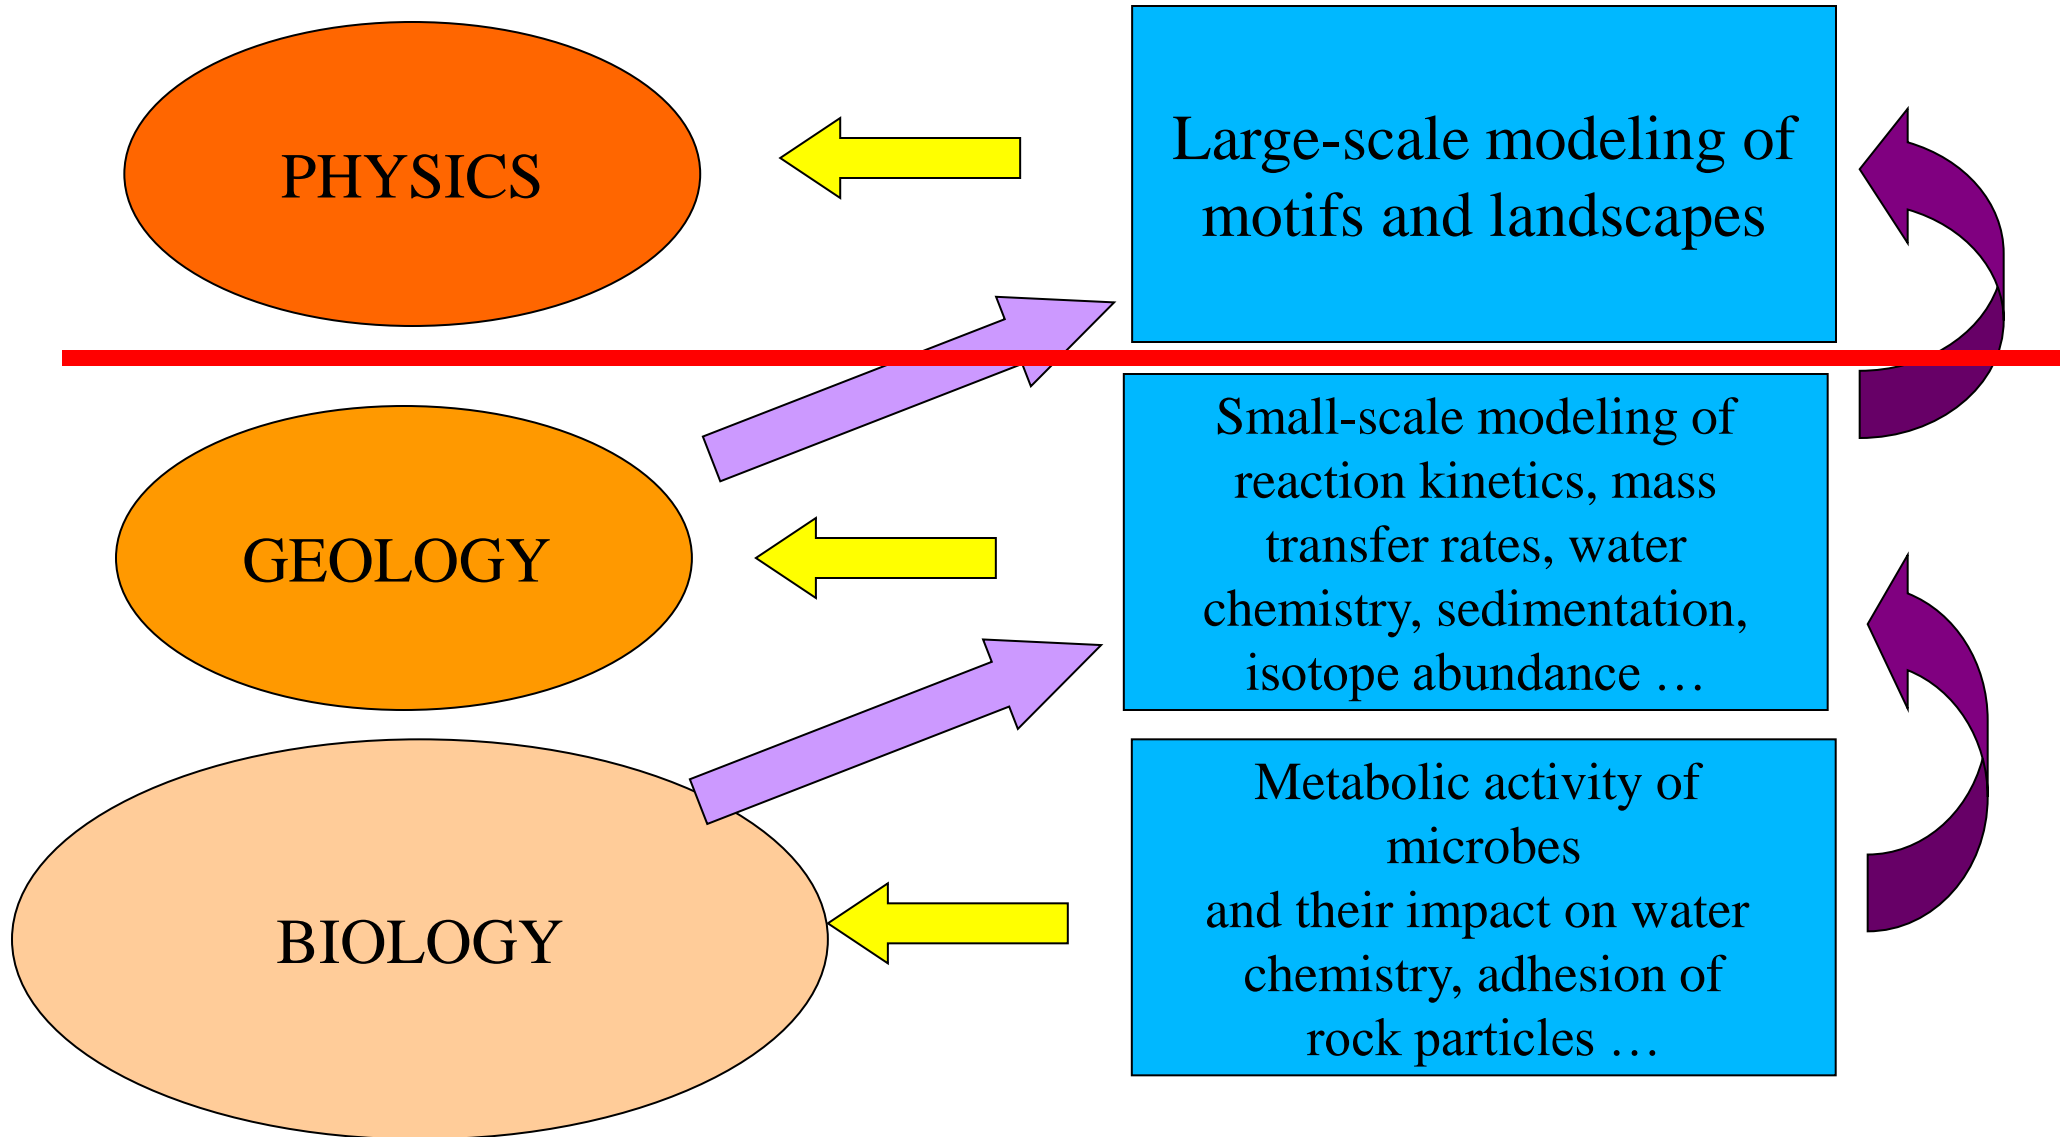 PHYSICS
Large-scale modeling of
motifs and landscapes
GEOLOGY
Small-scale modeling of
reaction kinetics, mass
transfer rates, water
chemistry, sedimentation,
isotope abundance …
BIOLOGY
Metabolic activity of
microbes
and their impact on water
chemistry, adhesion of
rock particles …